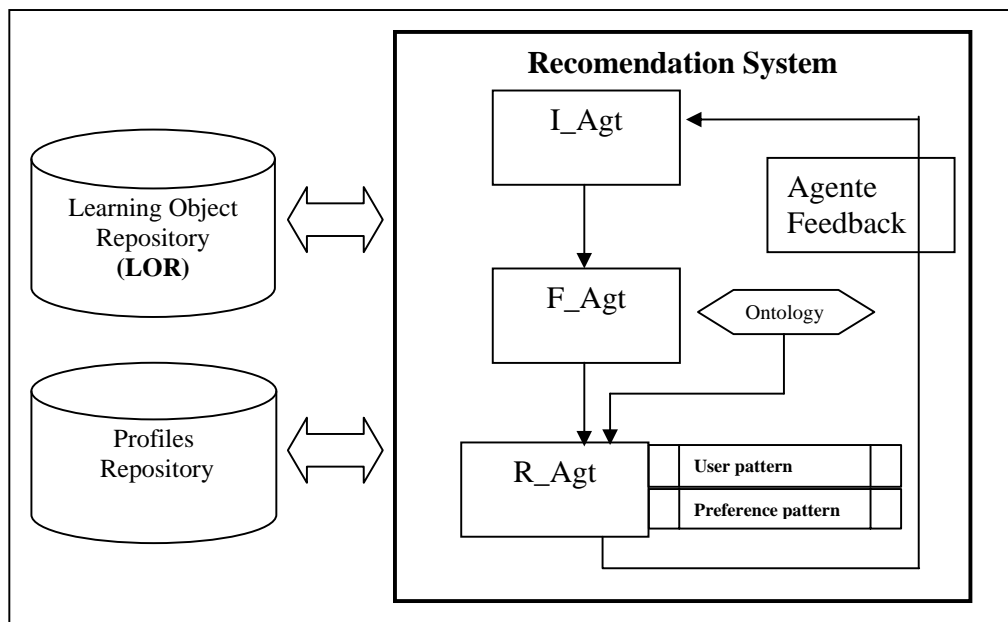 Recomendation System
I_Agt
Agente
Feedback
Learning Object
Repository
(LOR)
F_Agt
Ontology
Profiles
Repository
R_Agt
User pattern
Preference pattern